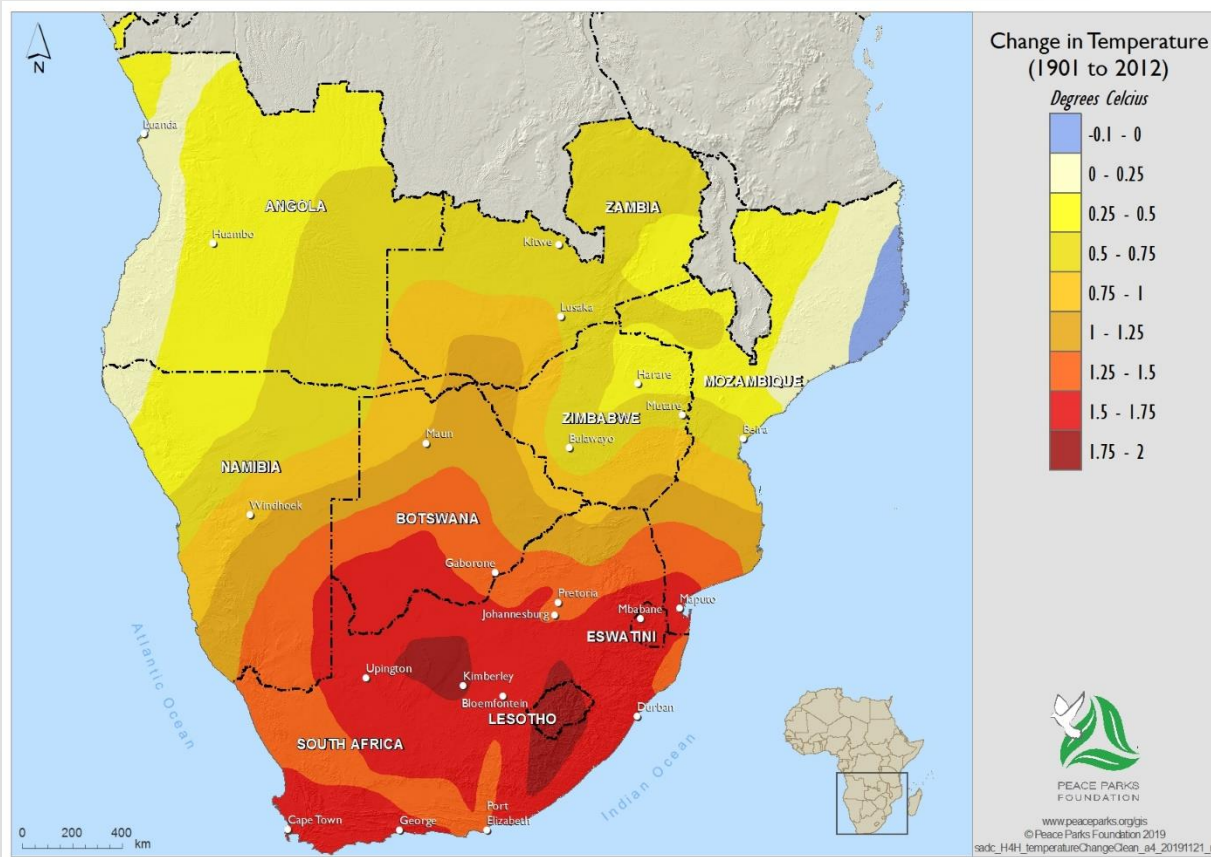 Change in Temperature
(1901 to 2012)
Degrees Celcius
-0.1 - 0
0 - 0.25
0.25 - 0.5
0.5 - 0.75
0.75 - 1
1 - 1.25
1.25 - 1.5
1.5 - 1.75
1.75 - 2
N
Luanda
ANGOLA
ZAMBIA
Huambo
Kitwe
Lusaka
Harare
MOZAMBIQUE
Mutare
ZIMBABWE
Maun
Bulawayo
Beira
NAMIBIA
Windhoek
BOTSWANA
Gaborone
Pretoria
Johannesburg
Mbabane
Maputo
ESWATINI
Upington
Kimberley
Bloemfontein
LESOTHO
Durban
SOUTH AFRICA
Port
Elizabeth
Cape Town
George
Atlantic Ocean
Indian Ocean
0 200 400
km
PEACE PARKS
FOUNDATION
www.peaceparks.org/gis
© Peace Parks Foundation 2019
sadc_H4H_temperatureChangeClean_a4_20191121_